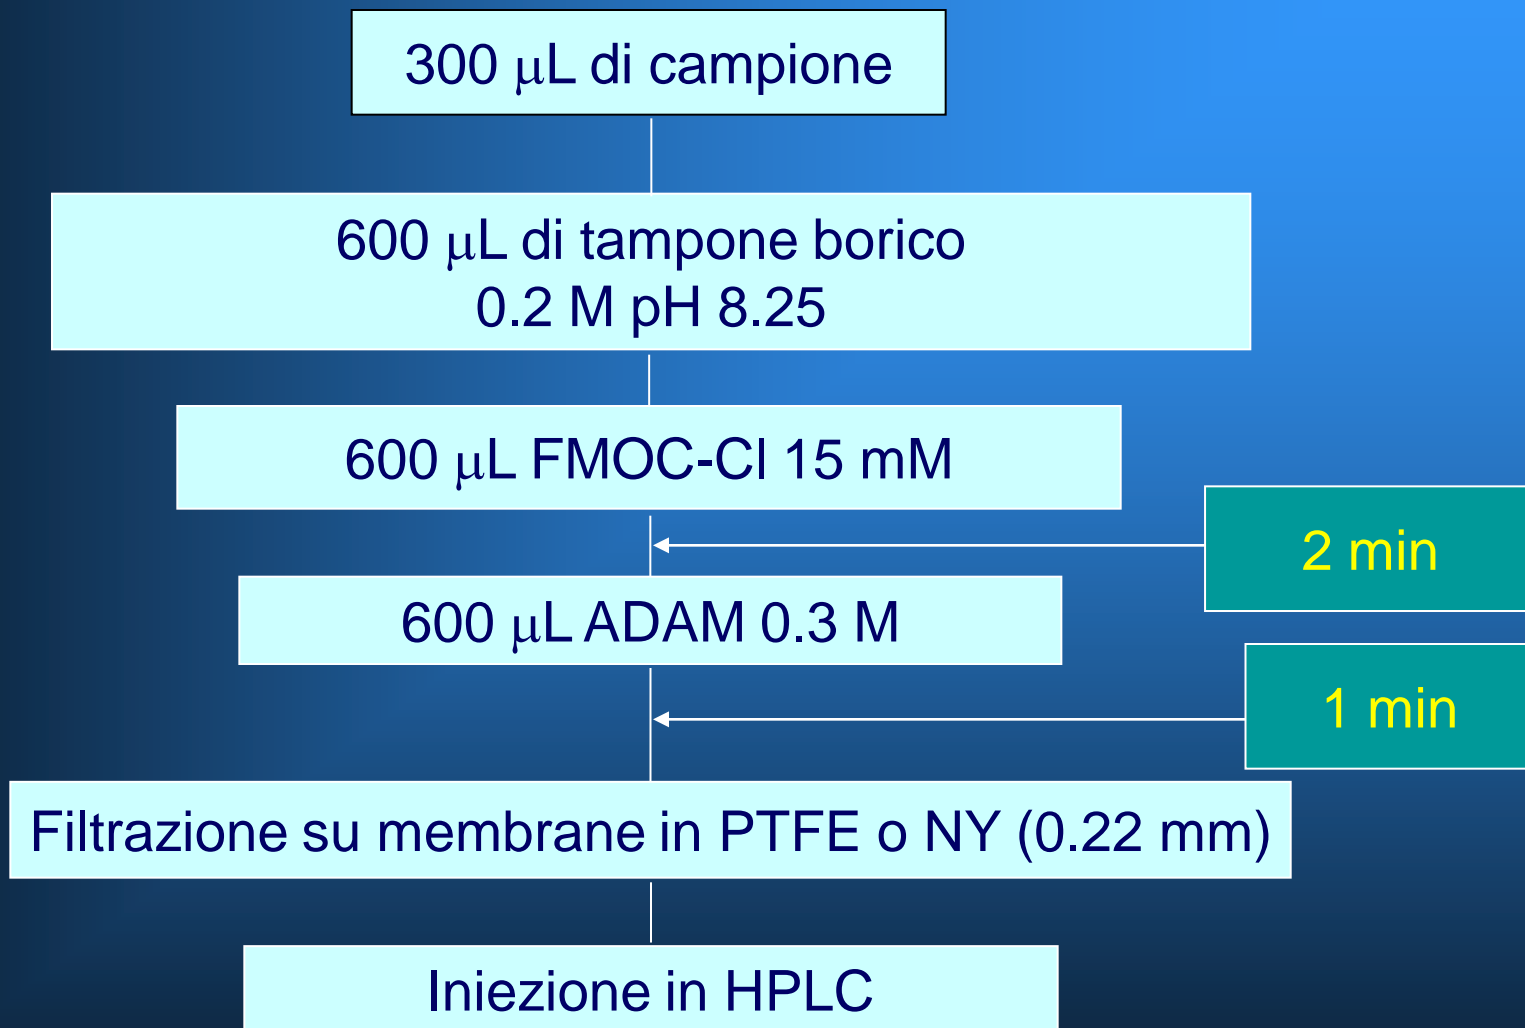 300 μL di campione
600 μL di tampone borico
0.2 M pH 8.25
600 μL FMOC-Cl 15 mM
2 min
600 μL ADAM 0.3 M
1 min
Filtrazione su membrane in PTFE o NY (0.22 mm)
Iniezione in HPLC